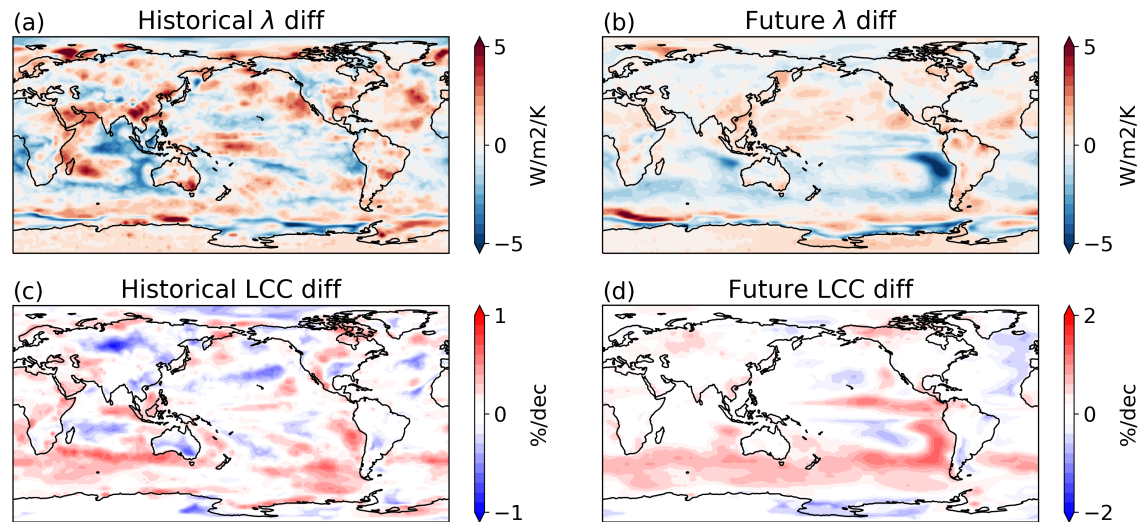 (a) Historical λ diff
5
0
−5
W/m2/K
(b) Future λ diff
5
0
−5
W/m2/K
(c) Historical LCC diff
1
0
−1
%/dec
(d) Future LCC diff
2
0
−2
%/dec